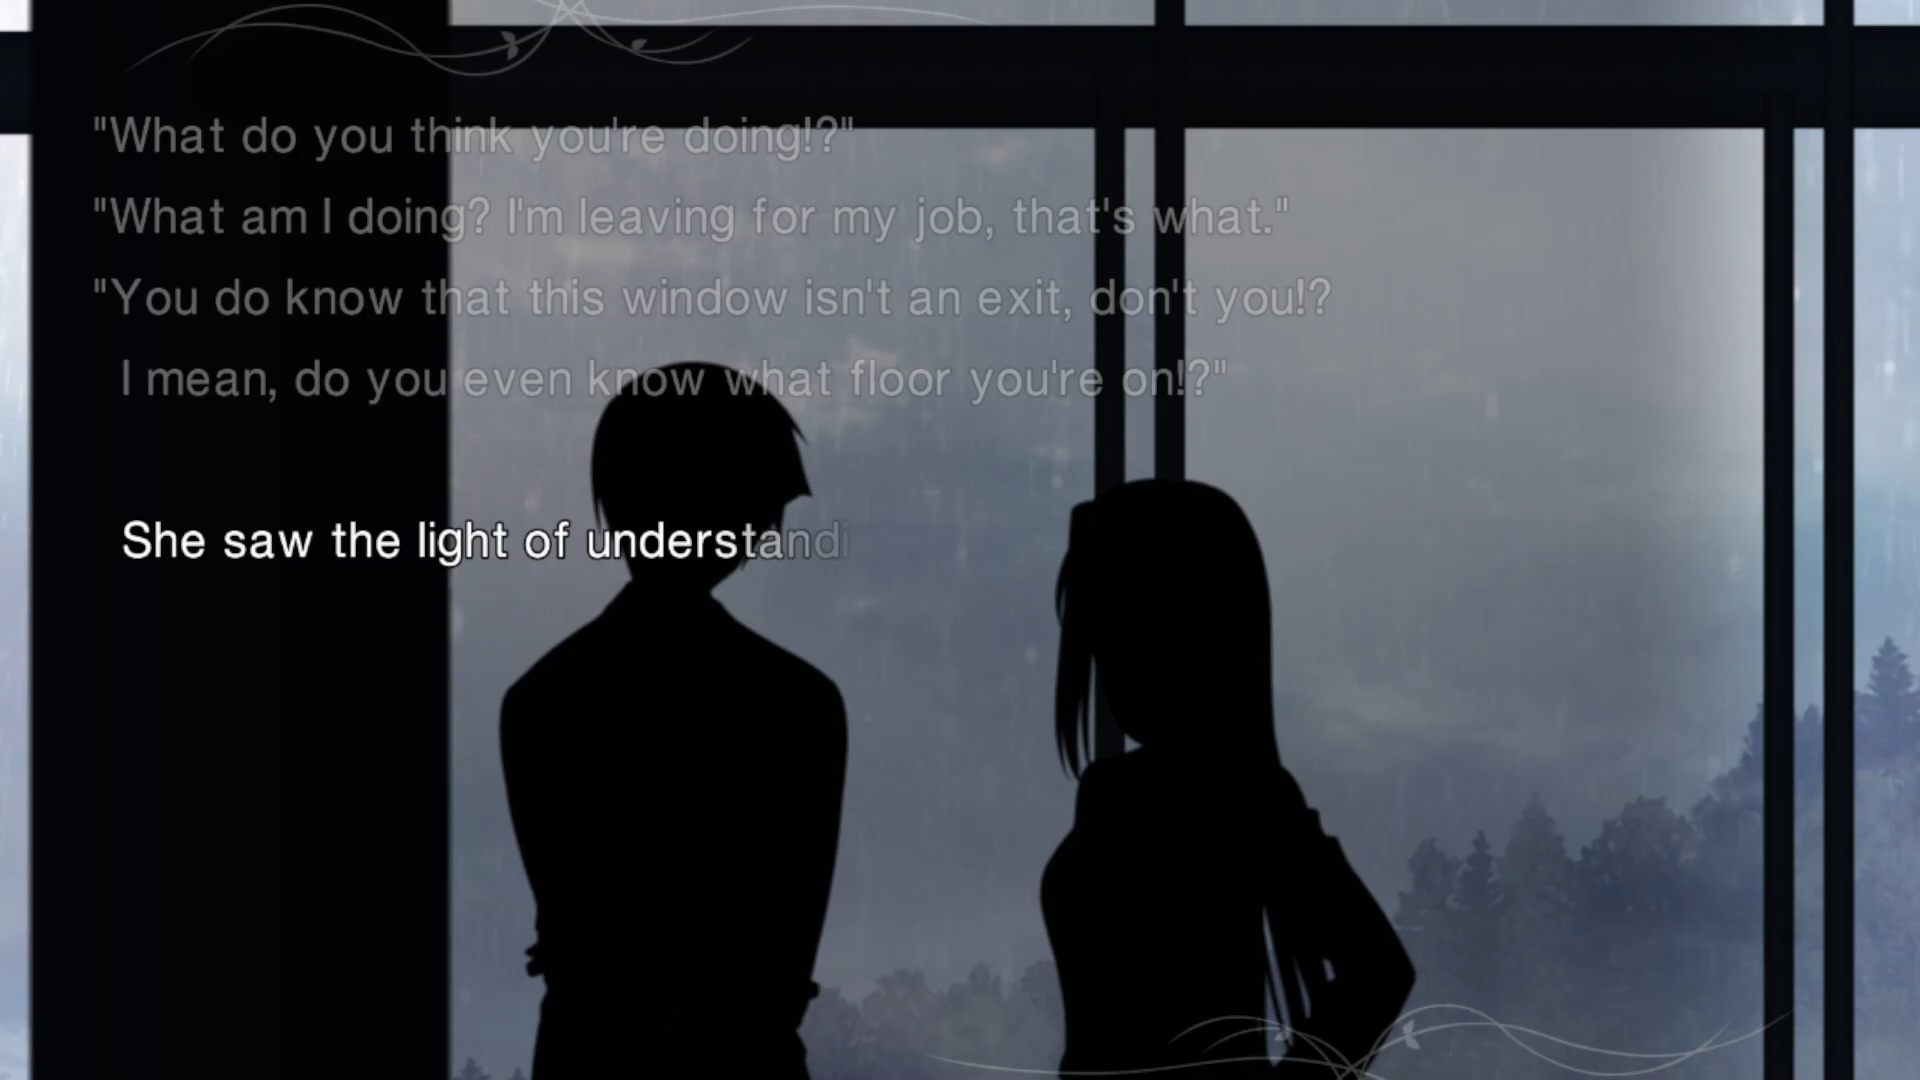 "What do you think you're doing!?"
"What am I doing? I'm leaving for my job, that's what."
"You do know that this window isn't an exit, don't you!?
I mean, do you even know what floor you're on!?"
She saw the light of understandi